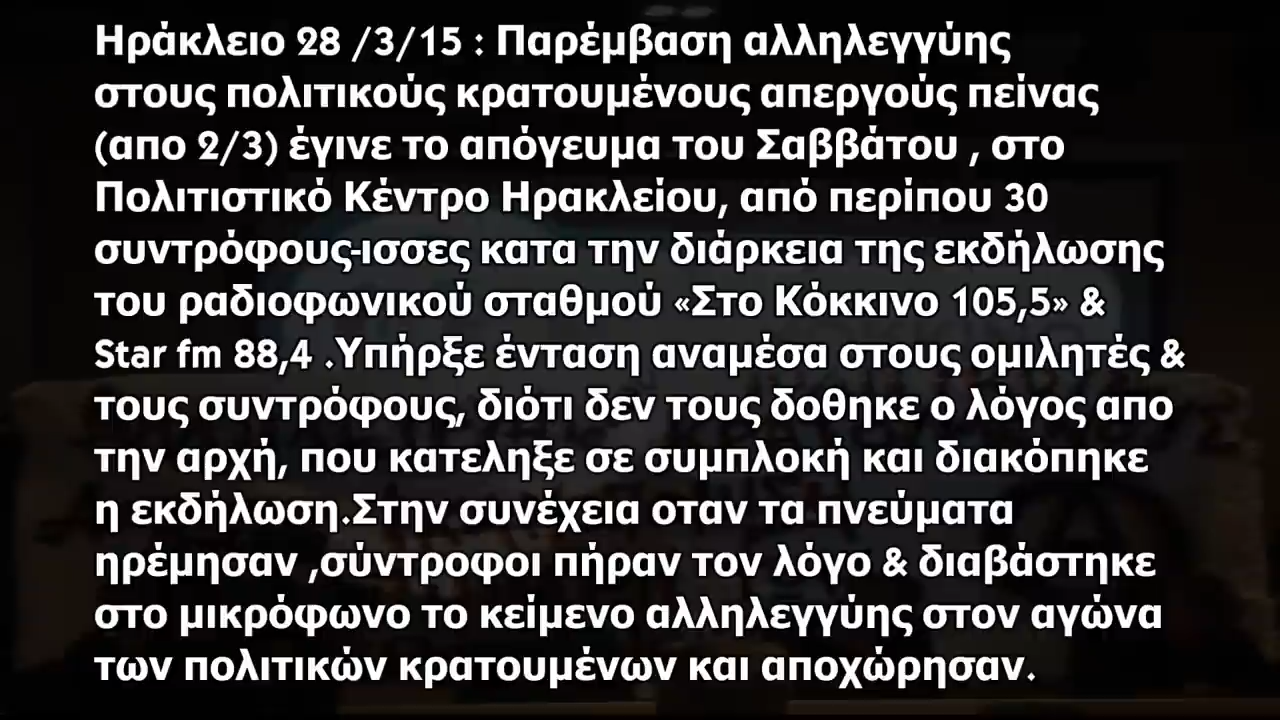 Ηράκλειο 28 /3/15 : Παρέμβαση αλληλεγγύης
στους πολιτικούς κρατουμένους απεργούς πείνας
(απο 2/3) έγινε το απόγευμα του Σαββάτου , στο
Πολιτιστικό Κέντρο Ηρακλείου, από περίπου 30
συντρόφους-ισσες κατα την διάρκεια της εκδήλωσης
του ραδιοφωνικού σταθμού «Στο Κόκκινο 105,5» &
Star fm 88,4 .Υπήρξε ένταση αναμέσα στους ομιλητές &
τους συντρόφους, διότι δεν τους δοθηκε ο λόγος απο
την αρχή, που κατεληξε σε συμπλοκή και διακόπηκε
η εκδήλωση.Στην συνέχεια οταν τα πνεύματα
ηρέμησαν ,σύντροφοι πήραν τον λόγο & διαβάστηκε
στο μικρόφωνο το κείμενο αλληλεγγύης στον αγώνα
των πολιτικών κρατουμένων και αποχώρησαν.